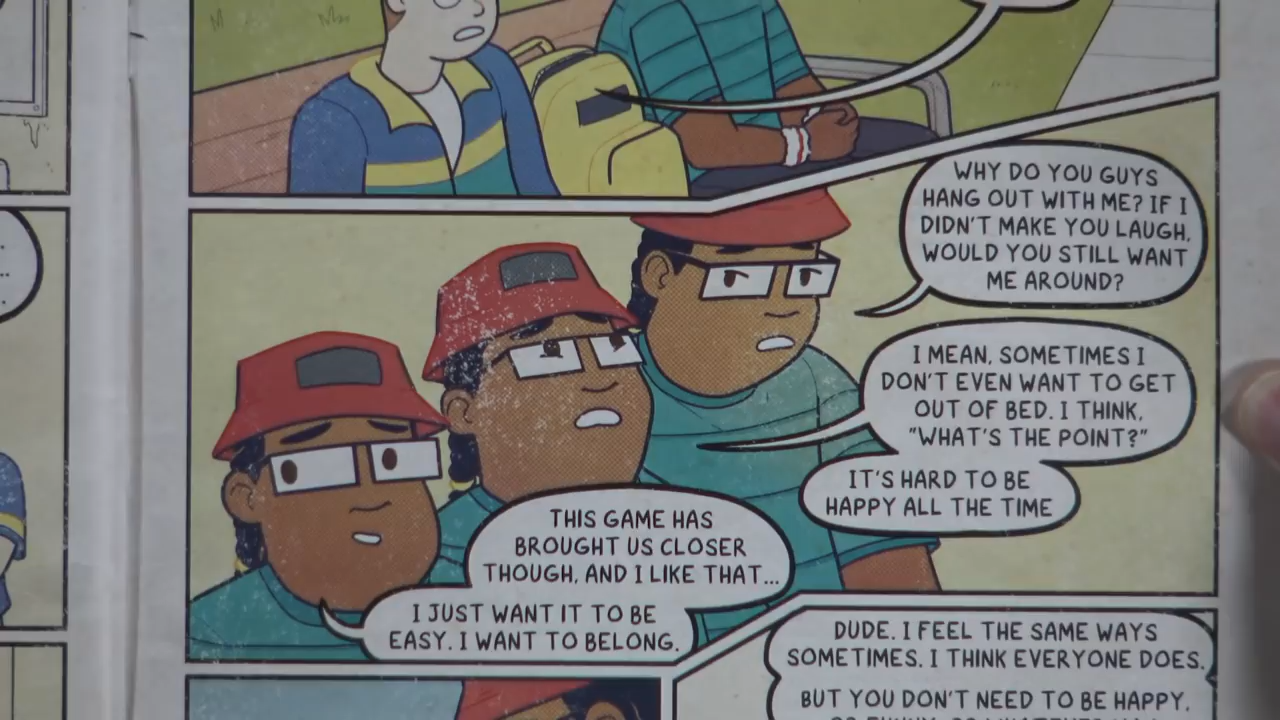 WHY DO YOU GUYS
HANG OUT WITH ME? IF I
DIDN'T MAKE YOU LAUGH,
WOULD YOU STILL WANT
ME AROUND?
I MEAN, SOMETIMES I
DON'T EVEN WANT TO GET
OUT OF BED. I THINK,
"WHAT'S THE POINT?"
IT'S HARD TO BE
HAPPY ALL THE TIME
THIS GAME HAS
BROUGHT US CLOSER
THOUGH, AND I LIKE THAT...
I JUST WANT IT TO BE
EASY. I WANT TO BELONG.
DUDE. I FEEL THE SAME WAYS
SOMETIMES. I THINK EVERYONE DOES.
BUT YOU DON'T NEED TO BE HAPPY,